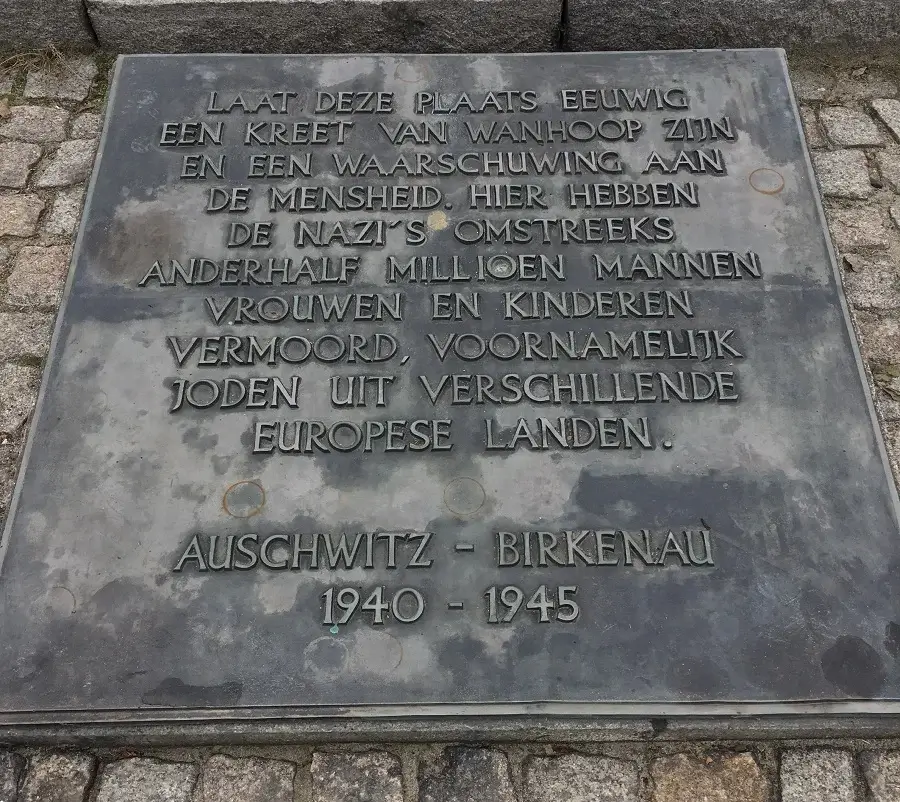 LAAT DEZE PLAATS EEUWIG
EEN KREET VAN WANHOOP ZIJN
EN EEN WAARSCHUWING AAN
DE MENSHEID. HIER HEBBEN
DE NAZI´S OMSTREEKS
ANDERHALF MILLIOEN MANNEN
VROUWEN EN KINDEREN
VERMOORD, VOORNAMELIJK
JODEN UIT VERSCHILLENDE
EUROPESE LANDEN.
AUSCHWITZ - BIRKENAU
1940 - 1945